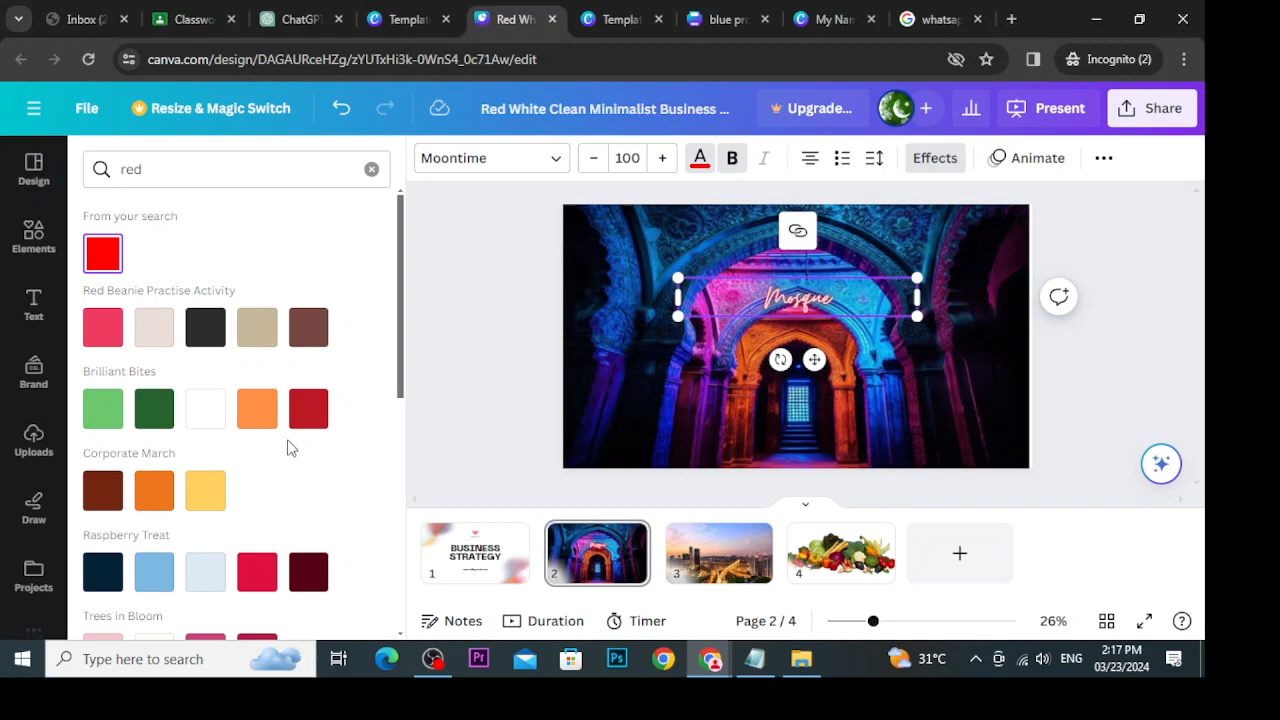 Inbox (2
Classwo
ChatGP
Templat
Red Wh
Templat
blue pr
My Nan
whatsap
canva.com/design/DAGAURceHZg/zYUTxHi3k-0WnS4_0c71Aw/edit
Incognito (2)
File
Resize & Magic Switch
Red White Clean Minimalist Business ...
Upgrade...
Present
Share
Design
Elements
Text
Brand
Uploads
Draw
Projects
red
From your search
Red Beanie Practise Activity
Brilliant Bites
Corporate March
Raspberry Treat
Trees in Bloom
Moontime
– 100 +
A
B
I
Effects
Animate
Mosque
BUSINESS
STRATEGY
1
2
3
4
Notes
Duration
Timer
Page 2 / 4
26%
Type here to search
Pr
Ps
31°C
ENG
2:17 PM
03/23/2024